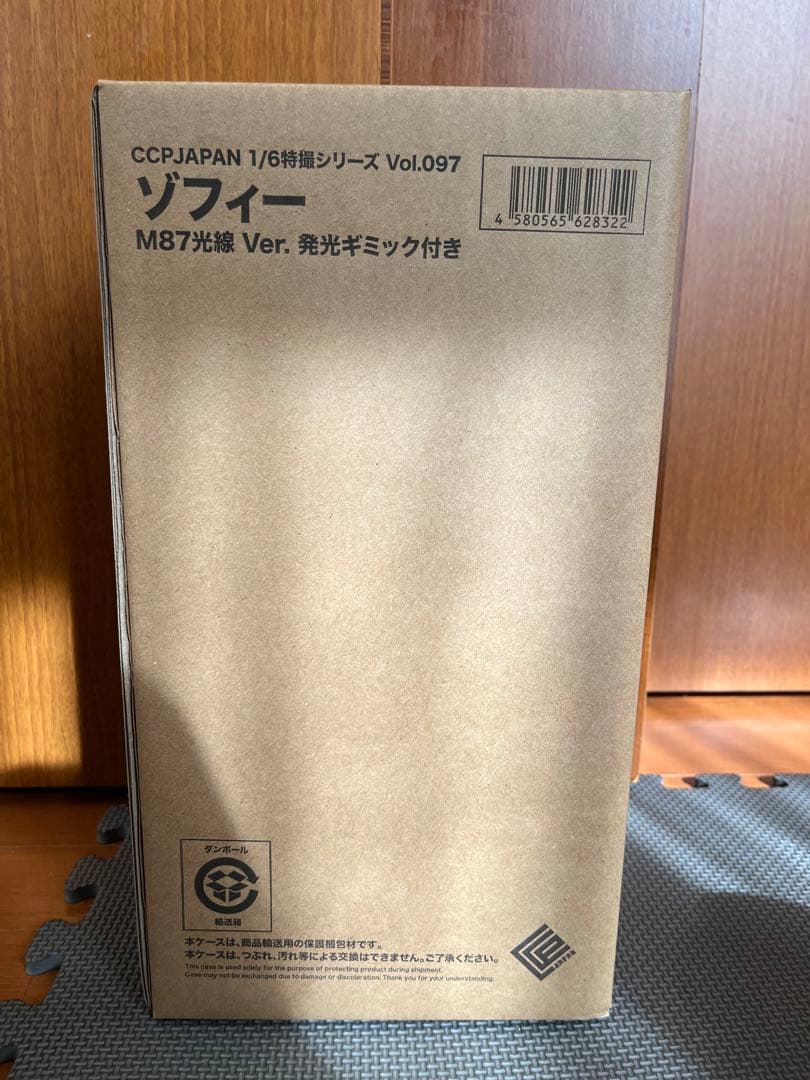 CCPJAPAN 1/6特撮シリーズ Vol.097
ゾフィー
M87光線 Ver. 発光ギミック付き
4 580565 628322
ダンボール
輸送箱
本ケースは、商品輸送用の保護梱包材です。
本ケースは、つぶれ、汚れ等による交換はできません。ご了承ください。
This case is used solely for the purpose of protecting product during shipment.
Case may not be exchanged due to damage or discoleration. Thank you for your understanding.
CCP JAPAN